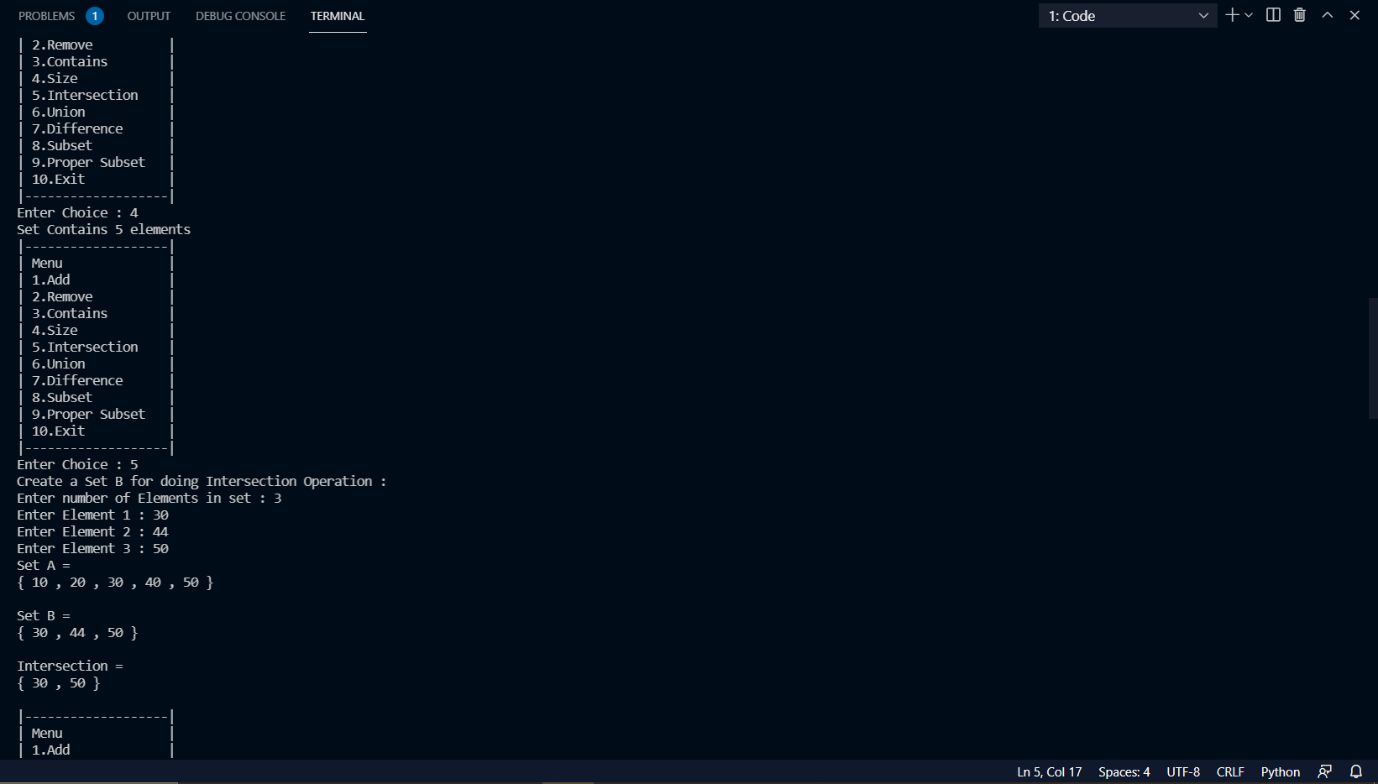 PROBLEMS 1 OUTPUT DEBUG CONSOLE TERMINAL 1: Code
| 2.Remove          |
| 3.Contains        |
| 4.Size            |
| 5.Intersection    |
| 6.Union           |
| 7.Difference      |
| 8.Subset          |
| 9.Proper Subset   |
| 10.Exit           |
|-------------------|
Enter Choice : 4
Set Contains 5 elements
|-------------------|
| Menu              |
| 1.Add             |
| 2.Remove          |
| 3.Contains        |
| 4.Size            |
| 5.Intersection    |
| 6.Union           |
| 7.Difference      |
| 8.Subset          |
| 9.Proper Subset   |
| 10.Exit           |
|-------------------|
Enter Choice : 5
Create a Set B for doing Intersection Operation :
Enter number of Elements in set : 3
Enter Element 1 : 30
Enter Element 2 : 44
Enter Element 3 : 50
Set A =
{ 10 , 20 , 30 , 40 , 50 }
Set B =
{ 30 , 44 , 50 }
Intersection =
{ 30 , 50 }
|-------------------|
| Menu              |
| 1.Add             |
Ln 5, Col 17 Spaces: 4 UTF-8 CRLF Python